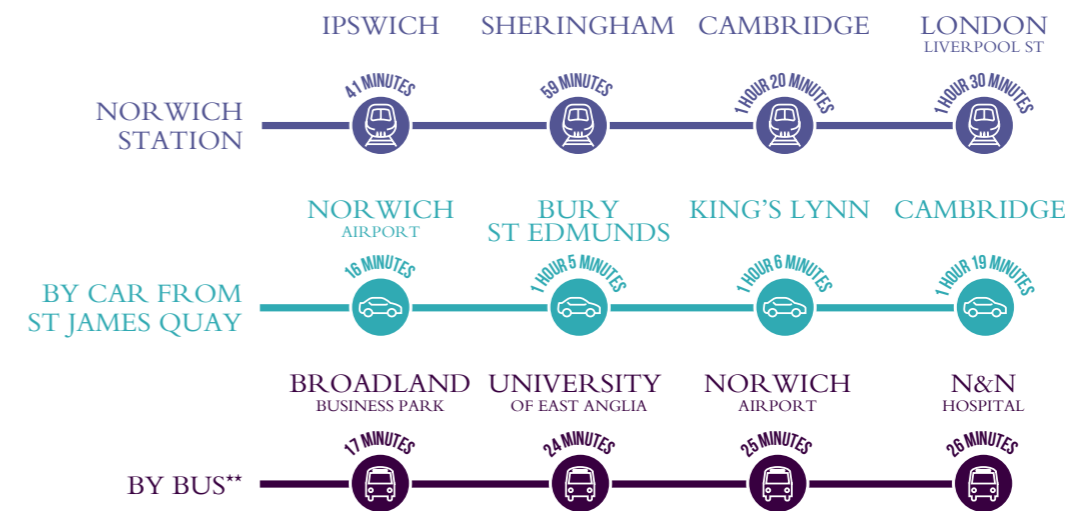 IPSWICH
SHERINGHAM
CAMBRIDGE
LONDON
LIVERPOOL ST
41 MINUTES
59 MINUTES
1 HOUR 20 MINUTES
1 HOUR 30 MINUTES
NORWICH
STATION
NORWICH
AIRPORT
BURY
ST EDMUNDS
KING'S LYNN
CAMBRIDGE
16 MINUTES
1 HOUR 5 MINUTES
1 HOUR 6 MINUTES
1 HOUR 19 MINUTES
BY CAR FROM
ST JAMES QUAY
BROADLAND
BUSINESS PARK
UNIVERSITY
OF EAST ANGLIA
NORWICH
AIRPORT
N&N
HOSPITAL
17 MINUTES
24 MINUTES
25 MINUTES
26 MINUTES
BY BUS**